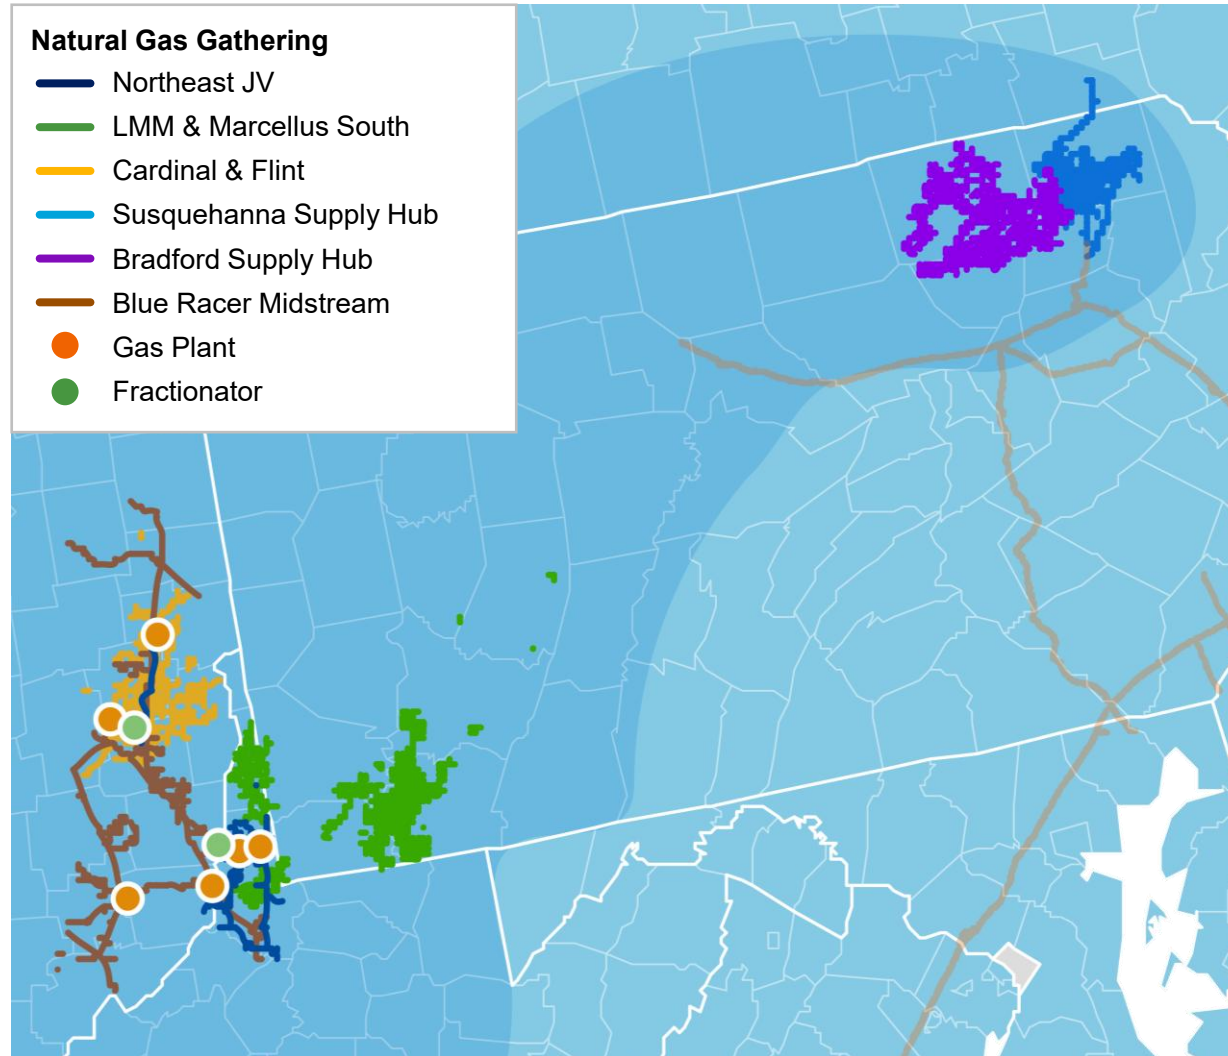 Natural Gas Gathering
Northeast JV
LMM & Marcellus South
Cardinal & Flint
Susquehanna Supply Hub
Bradford Supply Hub
Blue Racer Midstream
Gas Plant
Fractionator